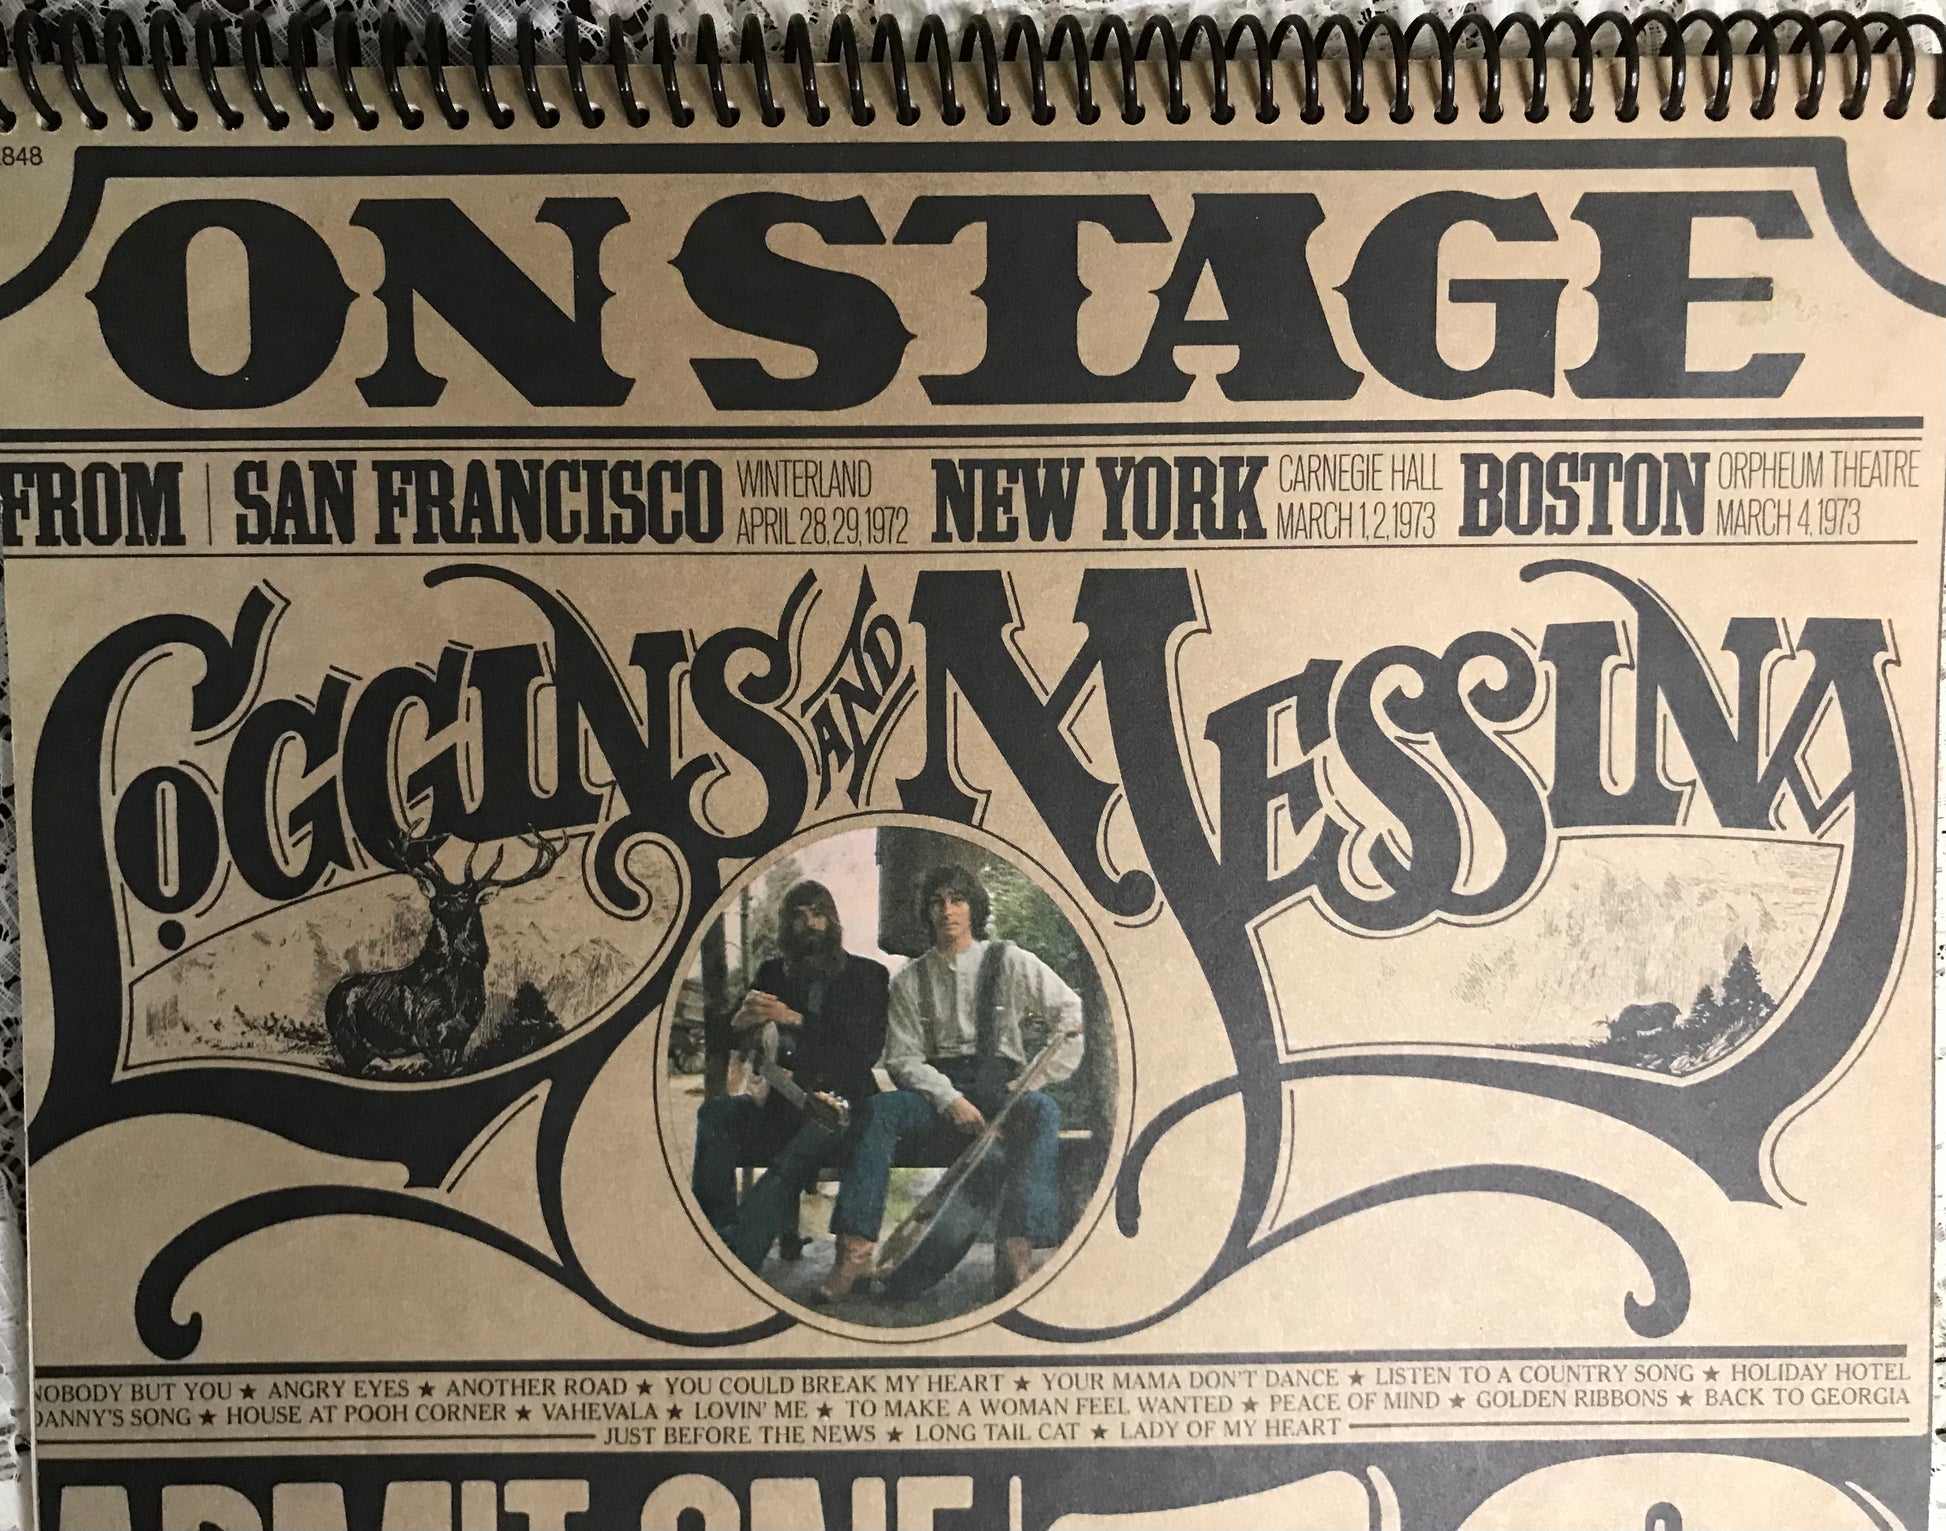 848
ON STAGE
FROM | SAN FRANCISCO WINTERLAND APRIL 28, 29, 1972 NEW YORK CARNEGIE HALL MARCH 1, 2, 1973 BOSTON ORPHEUM THEATRE MARCH 4, 1973
LOGGINS AND MESSINA
NOBODY BUT YOU ★ ANGRY EYES ★ ANOTHER ROAD ★ YOU COULD BREAK MY HEART ★ YOUR MAMA DON'T DANCE ★ LISTEN TO A COUNTRY SONG ★ HOLIDAY HOTEL
DANNY'S SONG ★ HOUSE AT POOH CORNER ★ VAHEVALA ★ LOVIN' ME ★ TO MAKE A WOMAN FEEL WANTED ★ PEACE OF MIND ★ GOLDEN RIBBONS ★ BACK TO GEORGIA
JUST BEFORE THE NEWS ★ LONG TAIL CAT ★ LADY OF MY HEART
ADMIT ONE